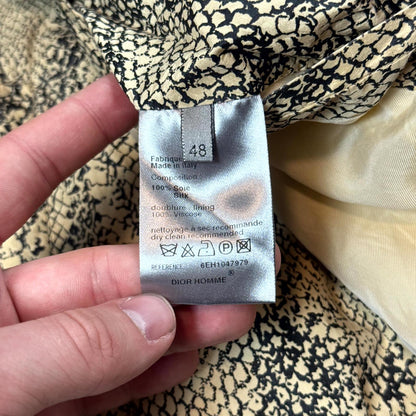 48
Fabriqué
Made in Italy
Composition
100% Soie
Silk
doublure - lining
100% Viscose
nettoyage à sec recommandé
dry clean recommended
P
REFERENCE: 6EH1047979
DIOR HOMME ®